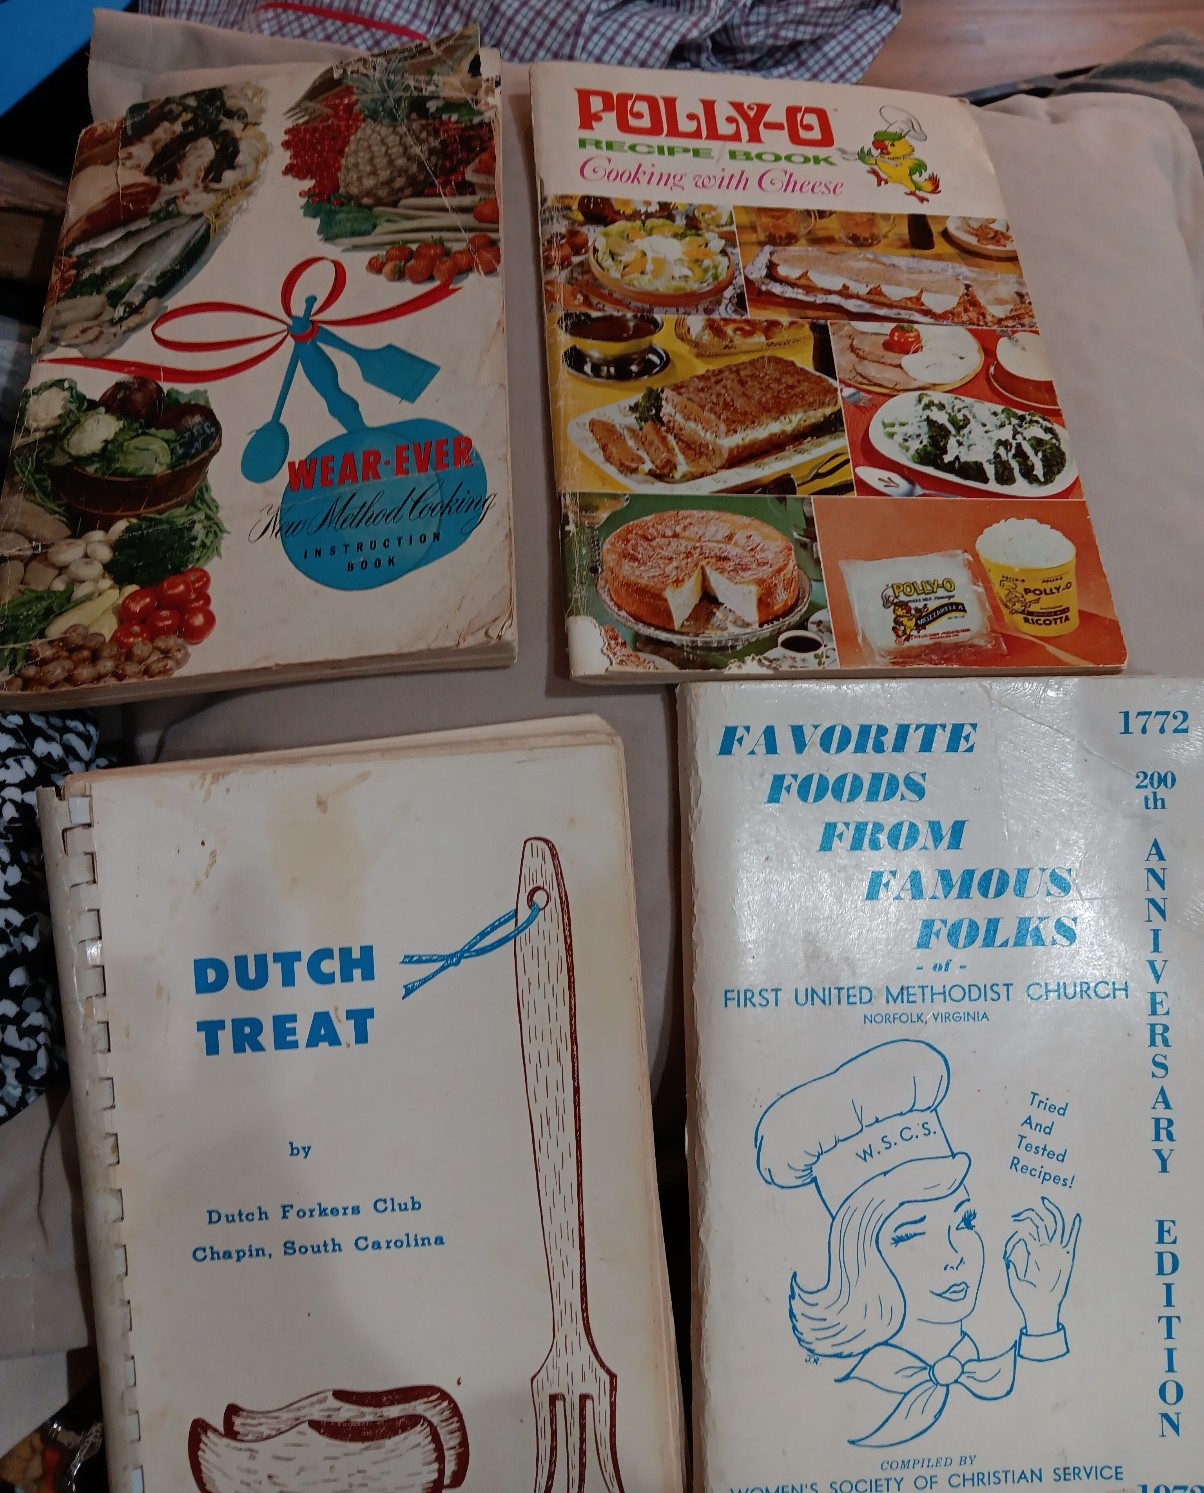 WEAR-EVER
New Method Cooking
INSTRUCTION
BOOK
POLLY-O
RECIPE BOOK
Cooking with Cheese
POLLY-O
MOZZARELLA
POLLY-O
RICOTTA
DUTCH
TREAT
by
Dutch Forkers Club
Chapin, South Carolina
FAVORITE
FOODS
FROM
FAMOUS
FOLKS
- of -
FIRST UNITED METHODIST CHURCH
NORFOLK, VIRGINIA
W.S.C.S.
Tried
And
Tested
Recipes!
J.R.
COMPILED BY
WOMEN'S SOCIETY OF CHRISTIAN SERVICE
1772
200
th
ANNIVERSARY
EDITION